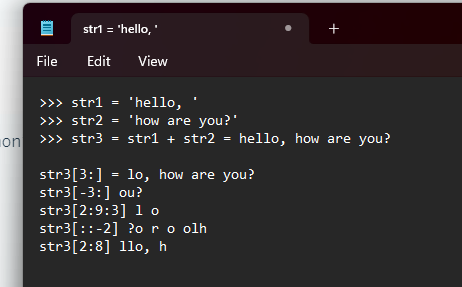 str1 = 'hello, '
File Edit View
>>> str1 = 'hello, '
>>> str2 = 'how are you?'
>>> str3 = str1 + str2 = hello, how are you?
on
str3[3:] = lo, how are you?
str3[-3:] ou?
str3[2:9:3] l o
str3[::-2] ?o r o olh
str3[2:8] llo, h